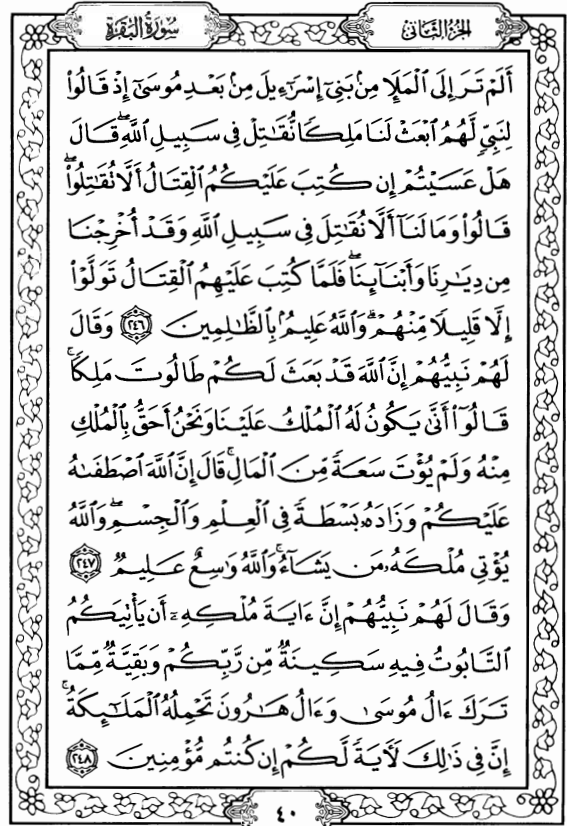 الجزء الثاني
سورة البقرة
أَلَمْ تَرَ إِلَى ٱلْمَلَإِ مِنۢ بَنِىٓ إِسْرَٰٓءِيلَ مِنۢ بَعْدِ مُوسَىٰٓ إِذْ قَالُوا۟
لِنَبِىٍّ لَّهُمُ ٱبْعَثْ لَنَا مَلِكًا نُّقَٰتِلْ فِى سَبِيلِ ٱللَّهِ ۖ قَالَ
هَلْ عَسَيْتُمْ إِن كُتِبَ عَلَيْكُمُ ٱلْقِتَالُ أَلَّا تُقَٰتِلُوا۟ ۖ
قَالُوا۟ وَمَا لَنَآ أَلَّا نُقَٰتِلَ فِى سَبِيلِ ٱللَّهِ وَقَدْ أُخْرِجْنَا
مِن دِيَٰرِنَا وَأَبْنَآئِنَا ۖ فَلَمَّا كُتِبَ عَلَيْهِمُ ٱلْقِتَالُ تَوَلَّوْا۟
إِلَّا قَلِيلًا مِّنْهُمْ ۗ وَٱللَّهُ عَلِيمٌۢ بِٱلظَّٰلِمِينَ ٢٤٦ وَقَالَ
لَهُمْ نَبِيُّهُمْ إِنَّ ٱللَّهَ قَدْ بَعَثَ لَكُمْ طَالُوتَ مَلِكًا ۚ
قَالُوٓا۟ أَنَّىٰ يَكُونُ لَهُ ٱلْمُلْكُ عَلَيْنَا وَنَحْنُ أَحَقُّ بِٱلْمُلْكِ
مِنْهُ وَلَمْ يُؤْتَ سَعَةً مِّنَ ٱلْمَالِ ۚ قَالَ إِنَّ ٱللَّهَ ٱصْطَفَىٰهُ
عَلَيْكُمْ وَزَادَهُۥ بَسْطَةً فِى ٱلْعِلْمِ وَٱلْجِسْمِ ۖ وَٱللَّهُ
يُؤْتِى مُلْكَهُۥ مَن يَشَآءُ ۚ وَٱللَّهُ وَٰسِعٌ عَلِيمٌ ٢٤٧
وَقَالَ لَهُمْ نَبِيُّهُمْ إِنَّ ءَايَةَ مُلْكِهِۦٓ أَن يَأْتِيَكُمُ
ٱلتَّابُوتُ فِيهِ سَكِينَةٌ مِّن رَّبِّكُمْ وَبَقِيَّةٌ مِّمَّا
تَرَكَ ءَالُ مُوسَىٰ وَءَالُ هَٰرُونَ تَحْمِلُهُ ٱلْمَلَٰٓئِكَةُ ۚ
إِنَّ فِى ذَٰلِكَ لَءَايَةً لَّكُمْ إِن كُنتُم مُّؤْمِنِينَ ٢٤٨
٤٠